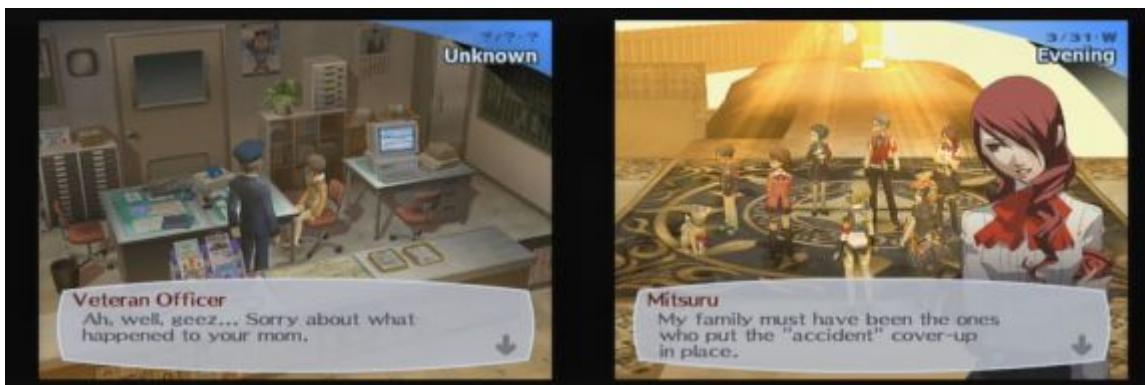 ?/?・?
Unknown
Veteran Officer
Ah, well, geez... Sorry about what
happened to your mom.
3/31・W
Evening
Mitsuru
My family must have been the ones
who put the "accident" cover-up
in place.